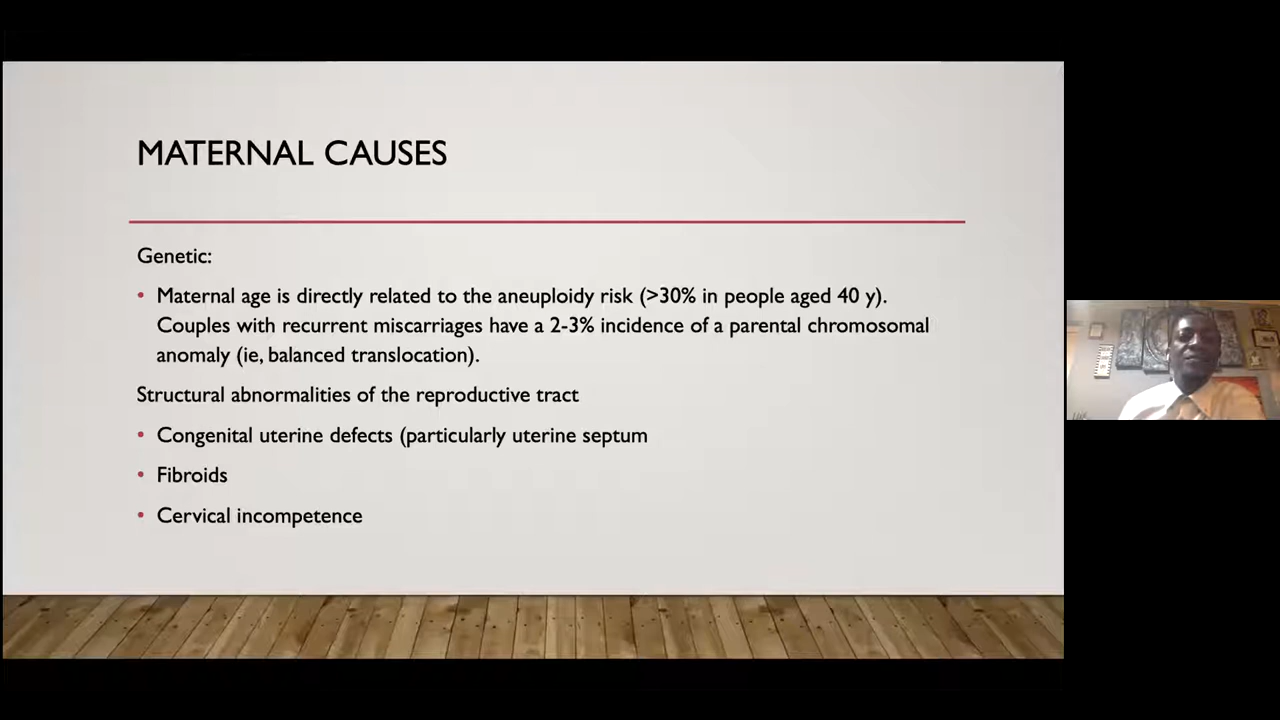 MATERNAL CAUSES
Genetic:
• Maternal age is directly related to the aneuploidy risk (>30% in people aged 40 y).
Couples with recurrent miscarriages have a 2-3% incidence of a parental chromosomal
anomaly (ie, balanced translocation).
Structural abnormalities of the reproductive tract
• Congenital uterine defects (particularly uterine septum
• Fibroids
• Cervical incompetence